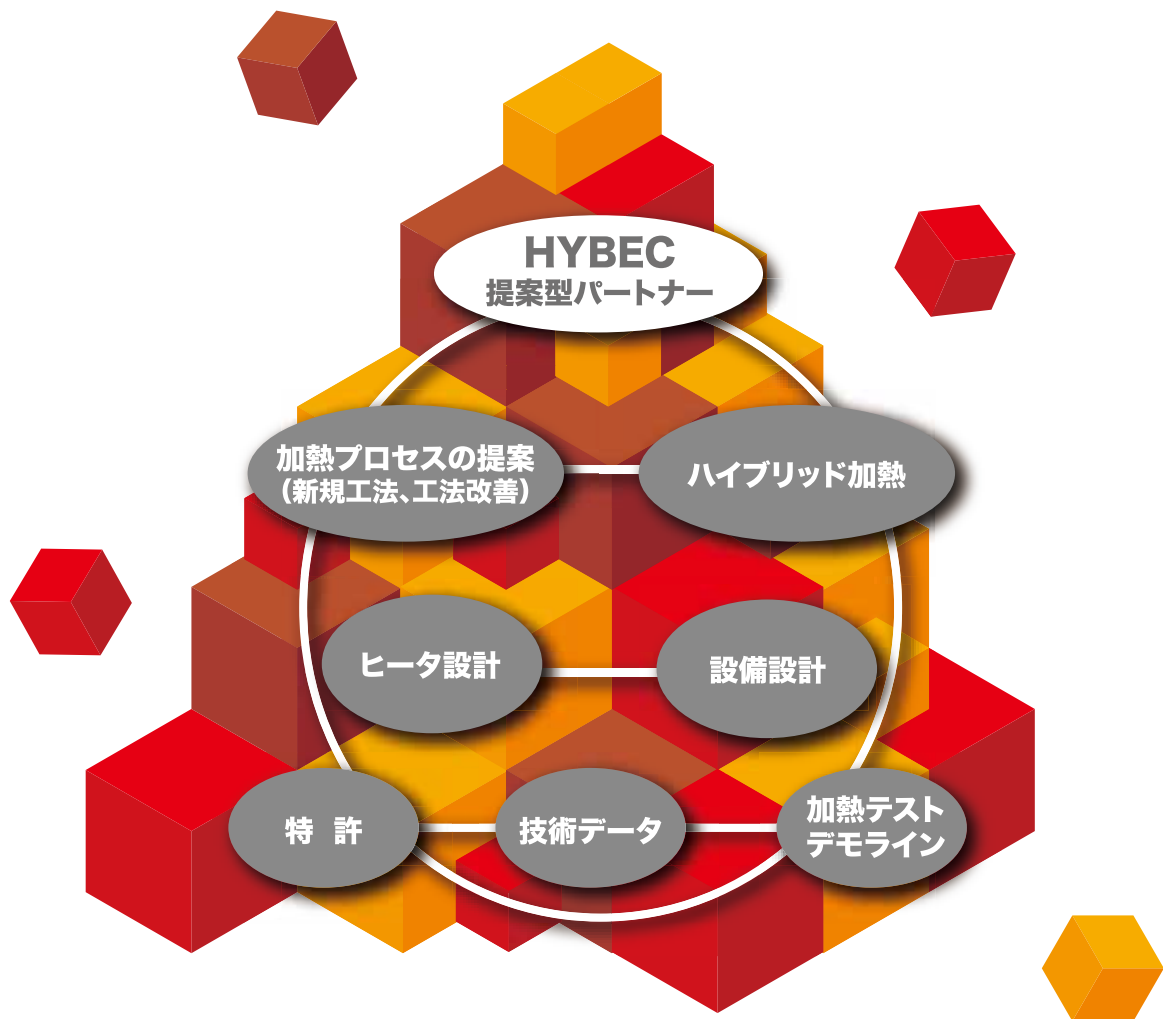 HYBEC
提案型パートナー
加熱プロセスの提案
（新規工法、工法改善）
ハイブリッド加熱
ヒータ設計
設備設計
特　許
技術データ
加熱テスト
デモライン